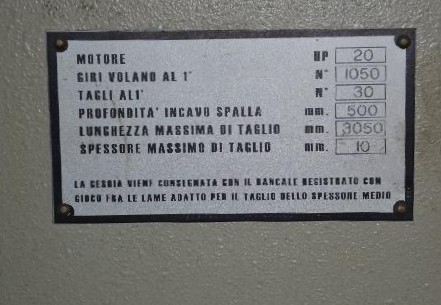 MOTORE HP 20
GIRI VOLANO AL 1' N° 1050
TAGLI AL 1' N° 30
PROFONDITA' INCAVO SPALLA mm. 500
LUNGHEZZA MASSIMA DI TAGLIO mm. 3050
SPESSORE MASSIMO DI TAGLIO mm. 10
LA CESOIA VIENE CONSEGNATA CON IL BANCALE REGISTRATO CON
GIOCO FRA LE LAME ADATTO PER IL TAGLIO DELLO SPESSORE MEDIO